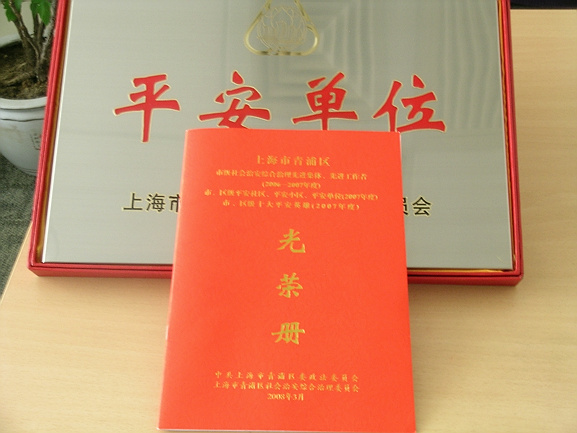 平安单位
上海市
员会
上海市青浦区
市级社会治安综合治理先进集体、先进工作者
(2006-2007年度)
市、区级平安社区、平安小区、平安单位(2007年度)
市、区级十大平安英雄(2007年度)
光
荣
册
中共上海市青浦区委政法委员会
上海市青浦区社会治安综合治理委员会
2008年3月